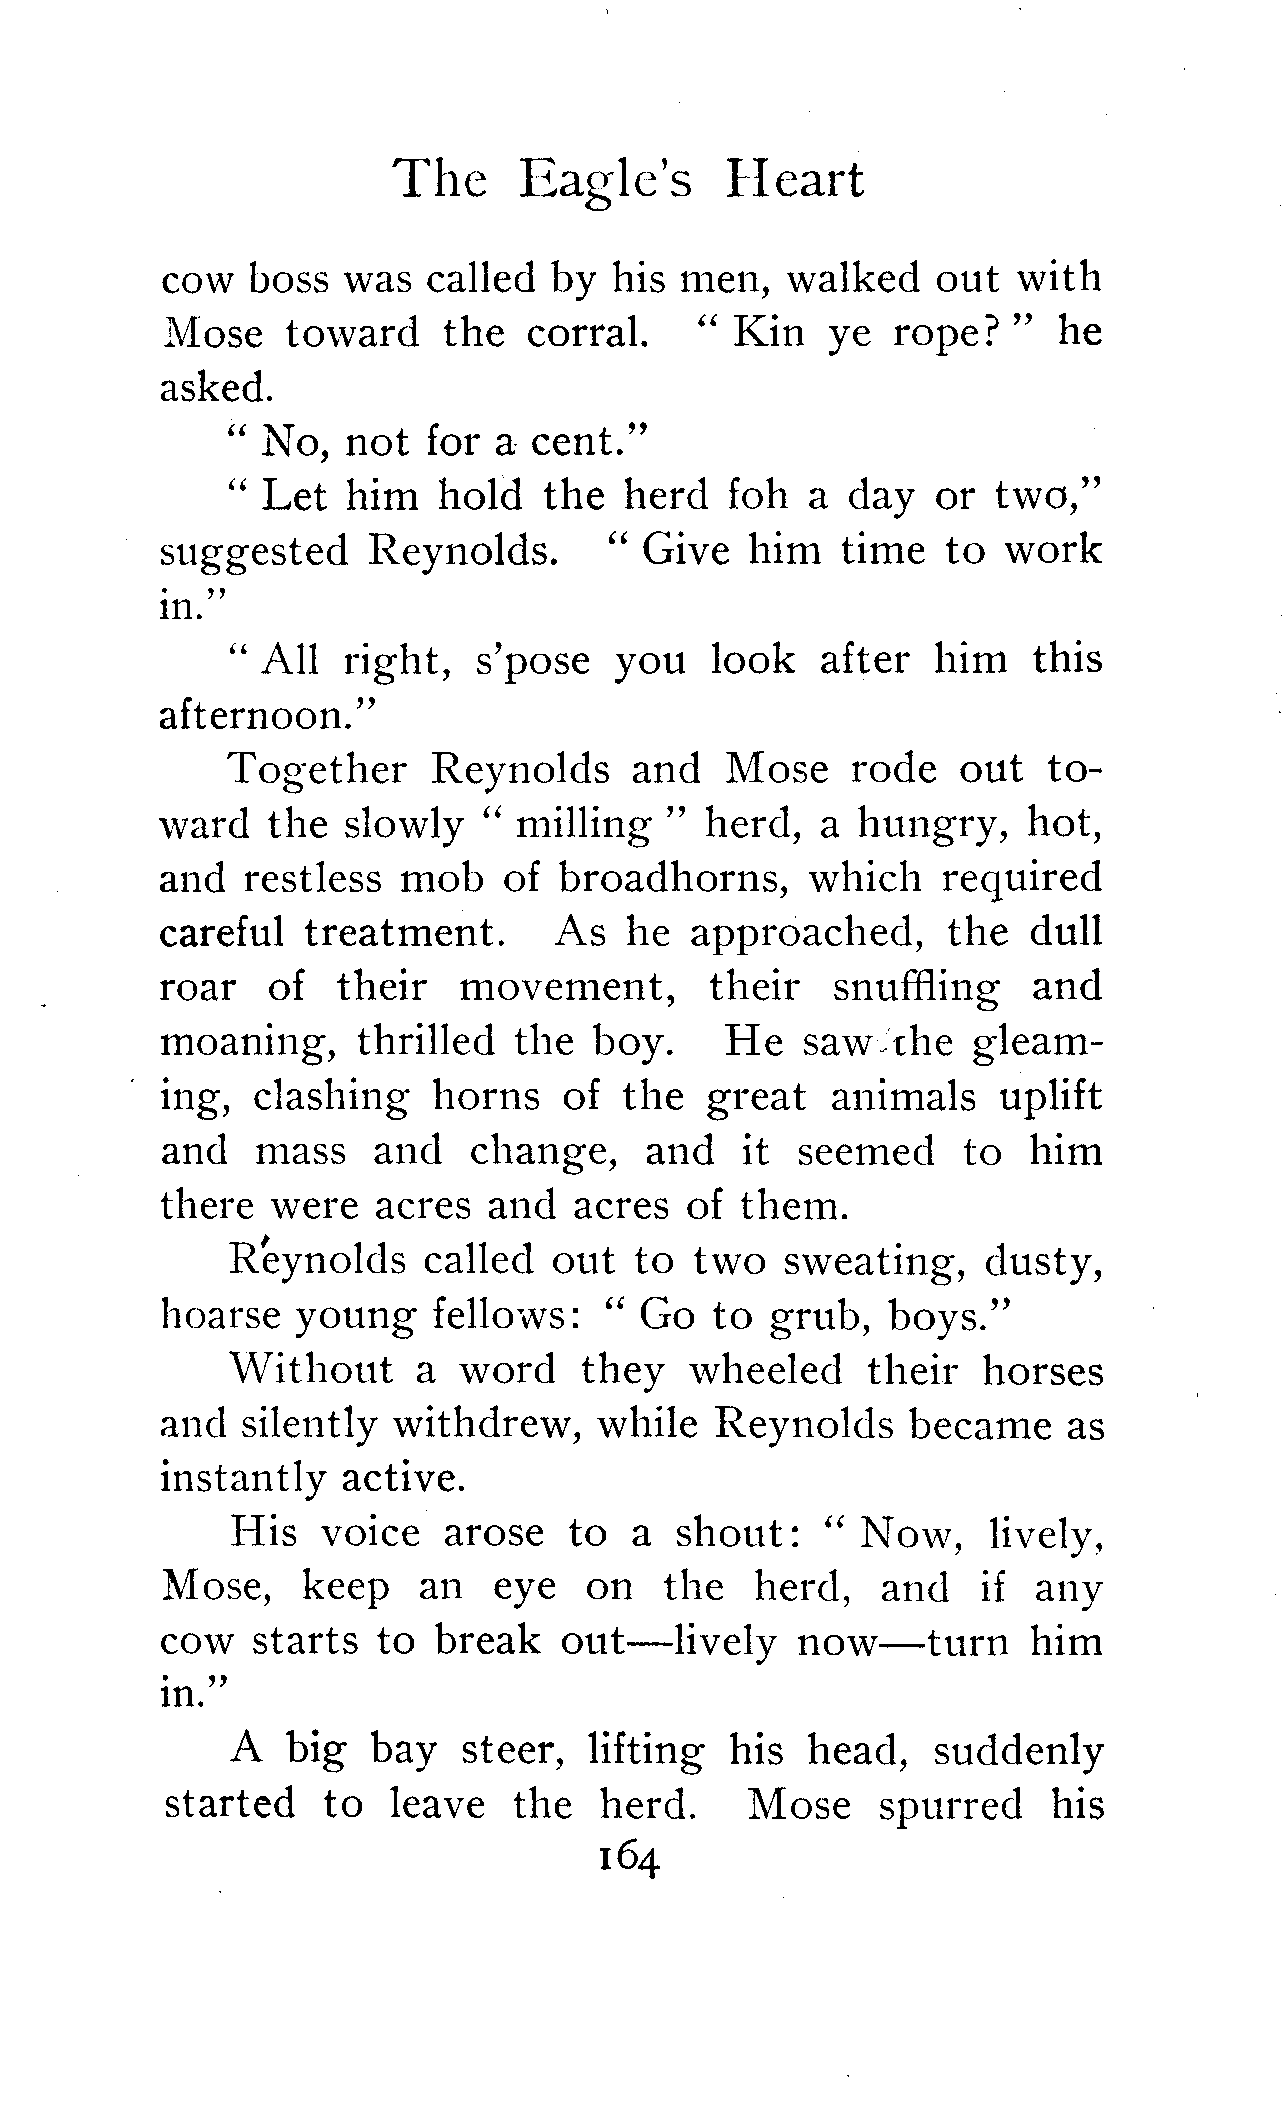 The Eagle's Heart
cow boss was called by his men, walked out with
Mose toward the corral. " Kin ye rope? " he
asked.
" No, not for a cent."
" Let him hold the herd foh a day or two,"
suggested Reynolds. " Give him time to work
in."
" All right, s'pose you look after him this
afternoon."
Together Reynolds and Mose rode out to-
ward the slowly " milling " herd, a hungry, hot,
and restless mob of broadhorns, which required
careful treatment. As he approached, the dull
roar of their movement, their snuffling and
moaning, thrilled the boy. He saw the gleam-
ing, clashing horns of the great animals uplift
and mass and change, and it seemed to him
there were acres and acres of them.
Reynolds called out to two sweating, dusty,
hoarse young fellows: " Go to grub, boys."
Without a word they wheeled their horses
and silently withdrew, while Reynolds became as
instantly active.
His voice arose to a shout: " Now, lively,
Mose, keep an eye on the herd, and if any
cow starts to break out—lively now—turn him
in."
A big bay steer, lifting his head, suddenly
started to leave the herd. Mose spurred his
164